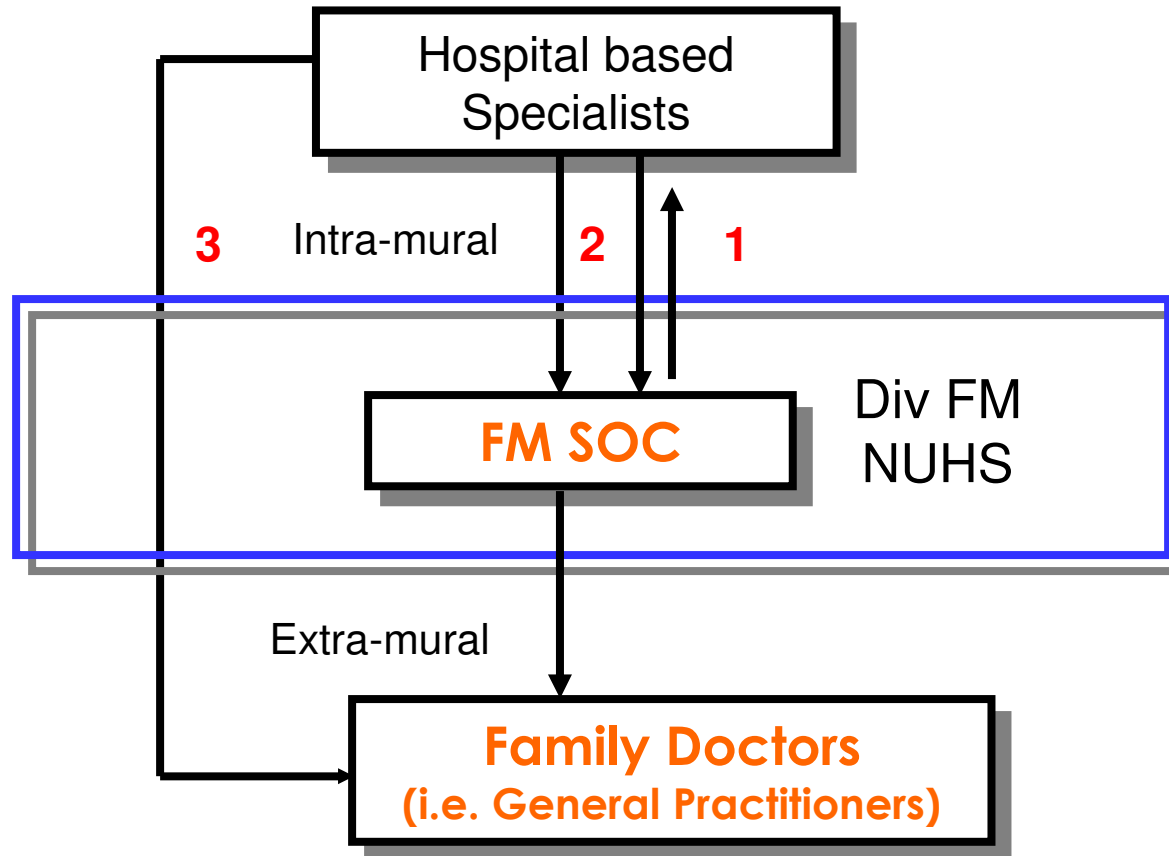 Hospital based
Specialists
3
Intra-mural
2
1
FM SOC
Div FM
NUHS
Extra-mural
Family Doctors
(i.e. General Practitioners)